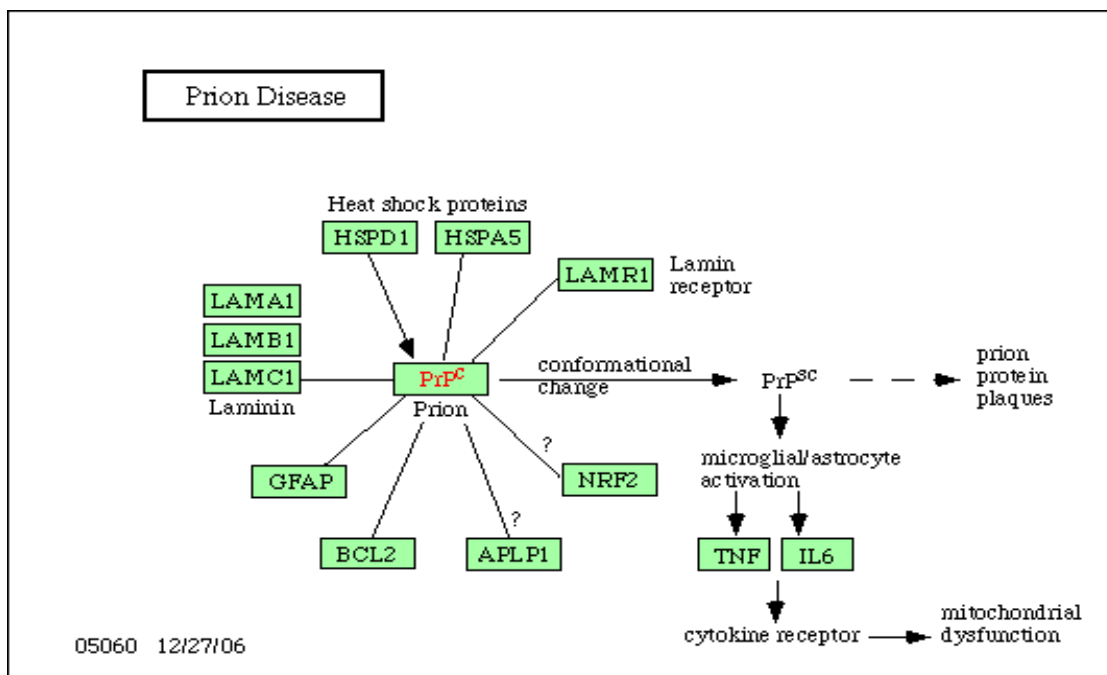 Prion Disease
Heat shock proteins
HSPD1
HSPA5
LAMR1
Lamin
receptor
LAMA1
LAMB1
LAMC1
Laminin
PrPC
Prion
conformational
change
PrPSC
prion
protein
plaques
GFAP
BCL2
?
APLP1
?
NRF2
microglial/astrocyte
activation
TNF
IL6
cytokine receptor
mitochondrial
dysfunction
05060 12/27/06